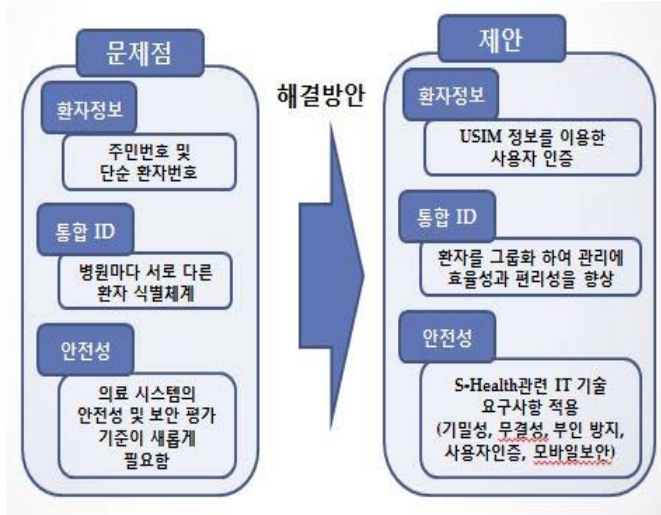 문제점
환자정보
주민번호 및
단순 환자번호
통합 ID
병원마다 서로 다른
환자 식별체계
안전성
의료 시스템의
안전성 및 보안 평가
기준이 새롭게
필요함
해결방안
제안
환자정보
USIM 정보를 이용한
사용자 인증
통합 ID
환자를 그룹화 하여 관리에
효율성과 편리성을 향상
안전성
S-Health관련 IT 기술
요구사항 적용
(기밀성, 무결성, 부인 방지,
사용자인증, 모바일보안)